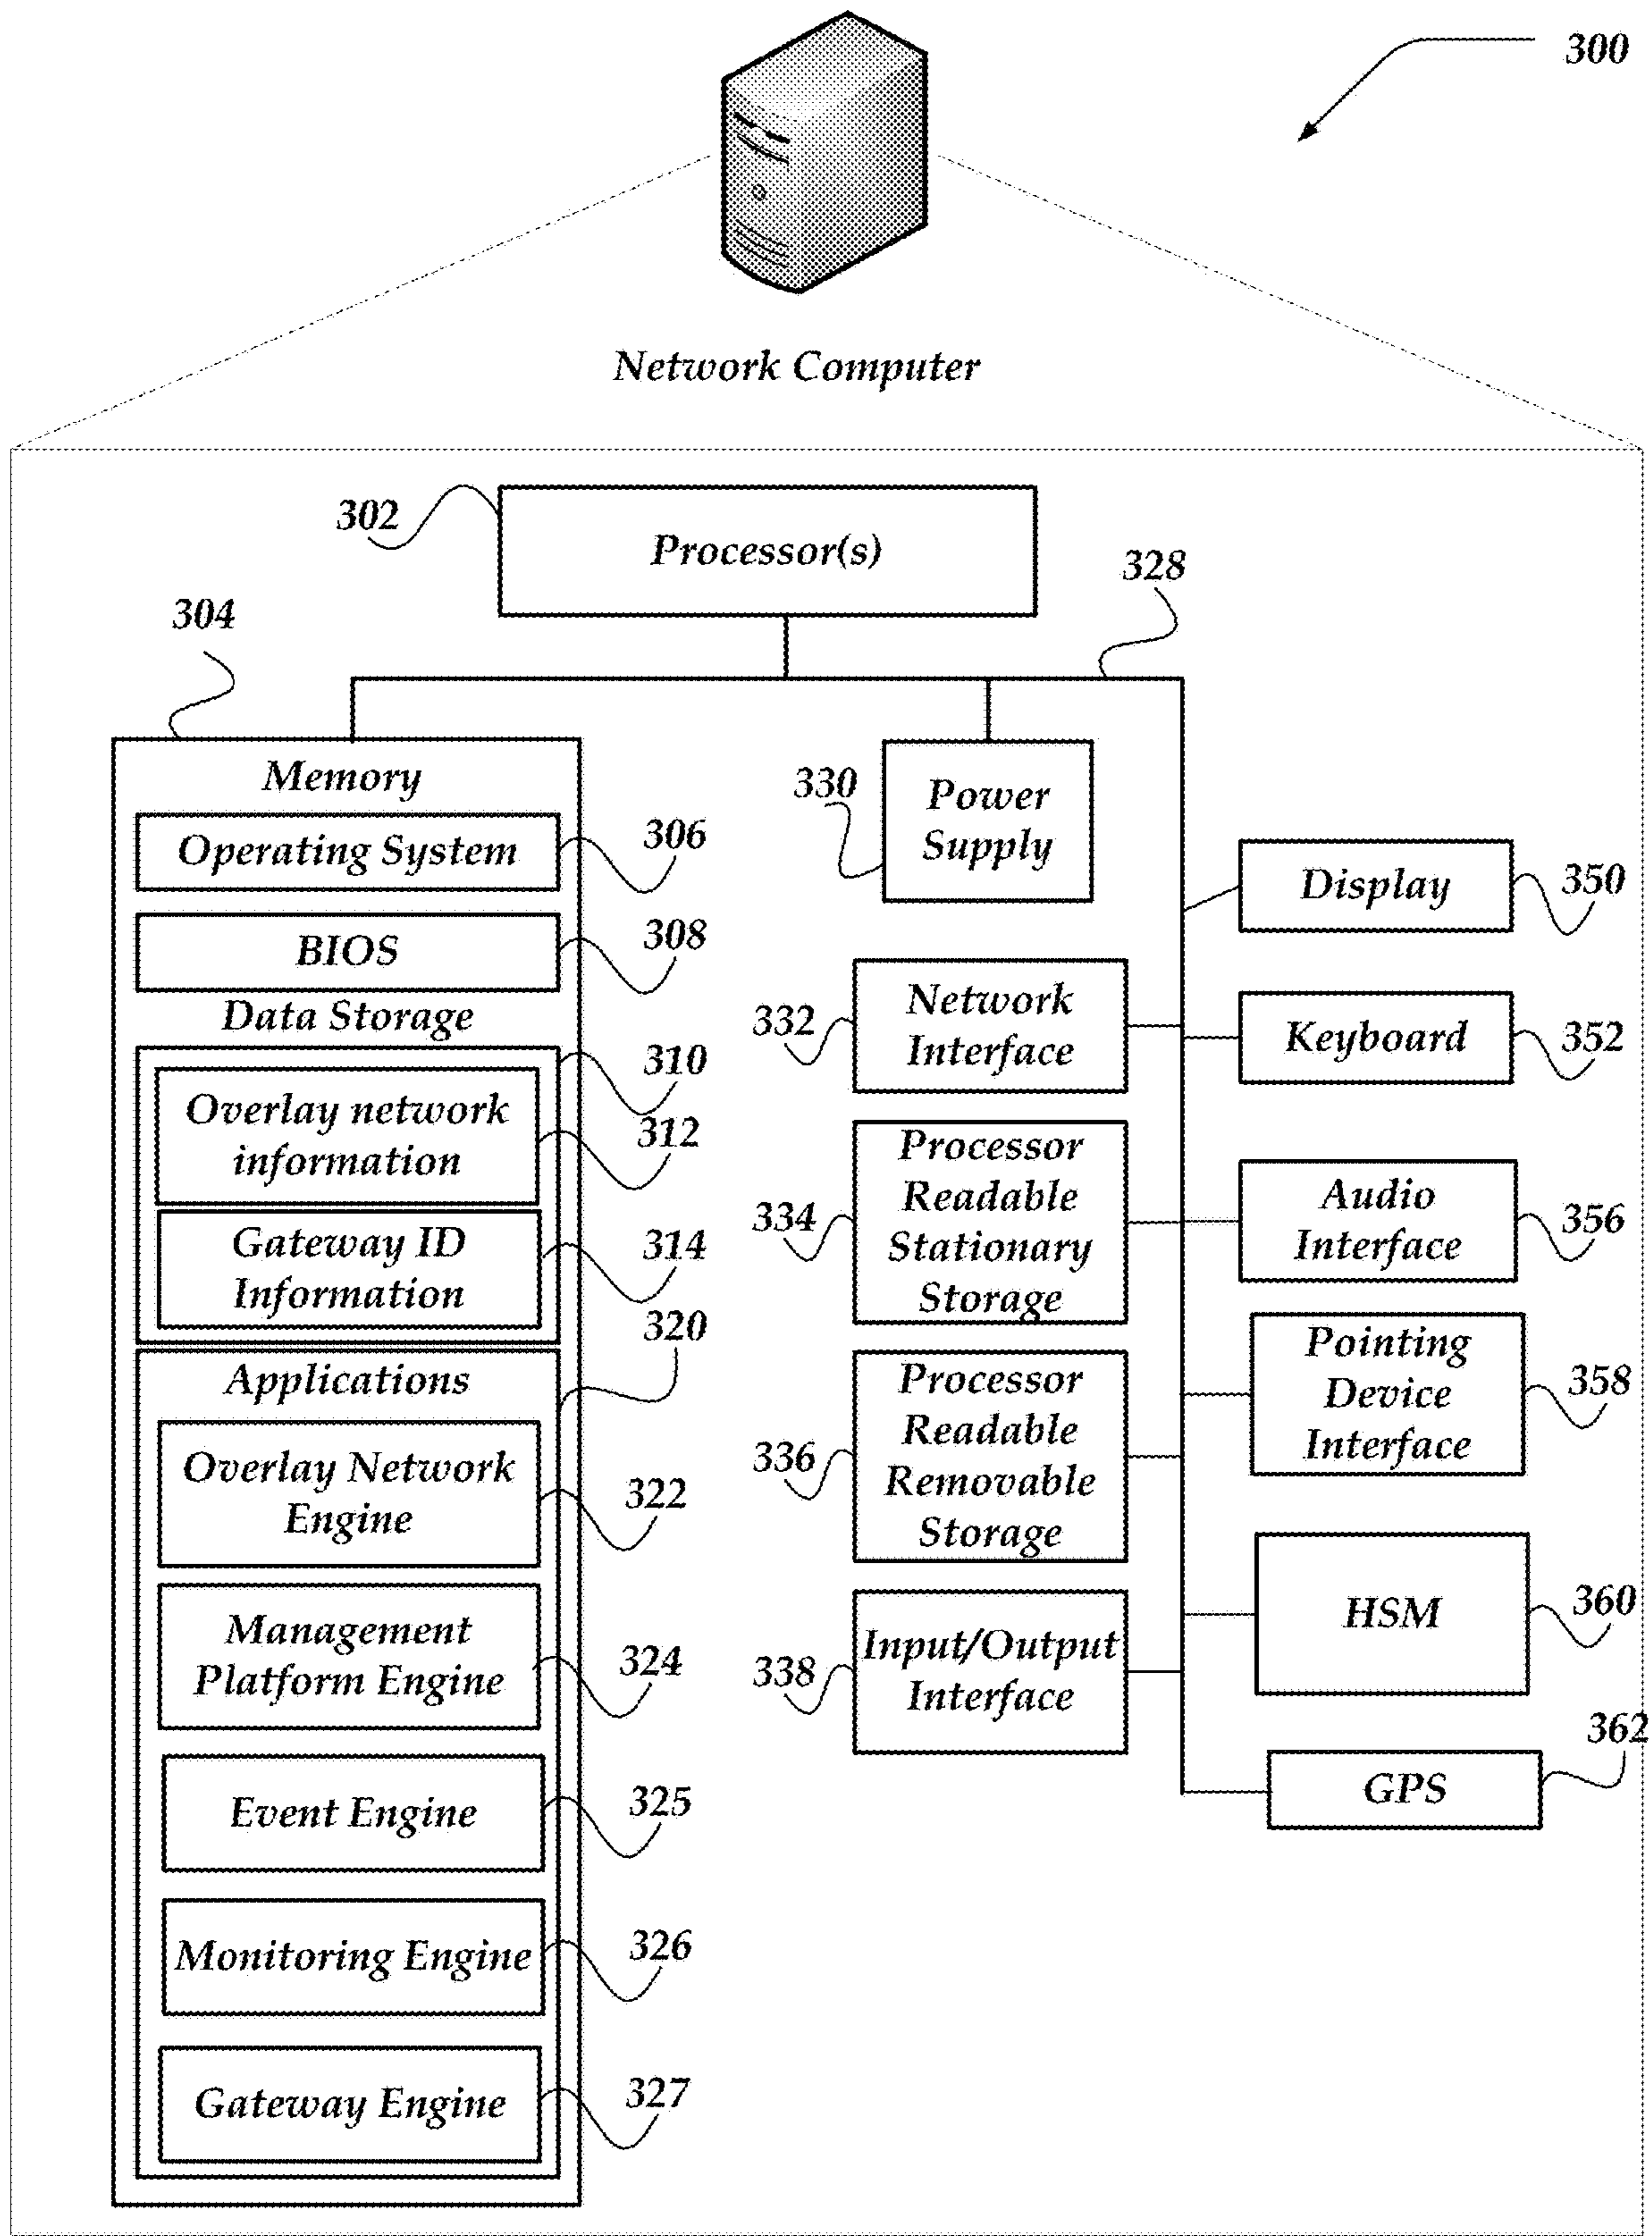 300
Network Computer
302
Processor(s)
328
304
Memory
Operating System
306
BIOS
308
Data Storage
310
Overlay network
information
312
Gateway ID
Information
314
320
Applications
Overlay Network
Engine
322
Management
Platform Engine
324
Event Engine
325
Monitoring Engine
326
Gateway Engine
327
330
Power
Supply
332
Network
Interface
334
Processor
Readable
Stationary
Storage
336
Processor
Readable
Removable
Storage
338
Input/Output
Interface
Display
350
Keyboard
352
Audio
Interface
356
Pointing
Device
Interface
358
HSM
360
GPS
362